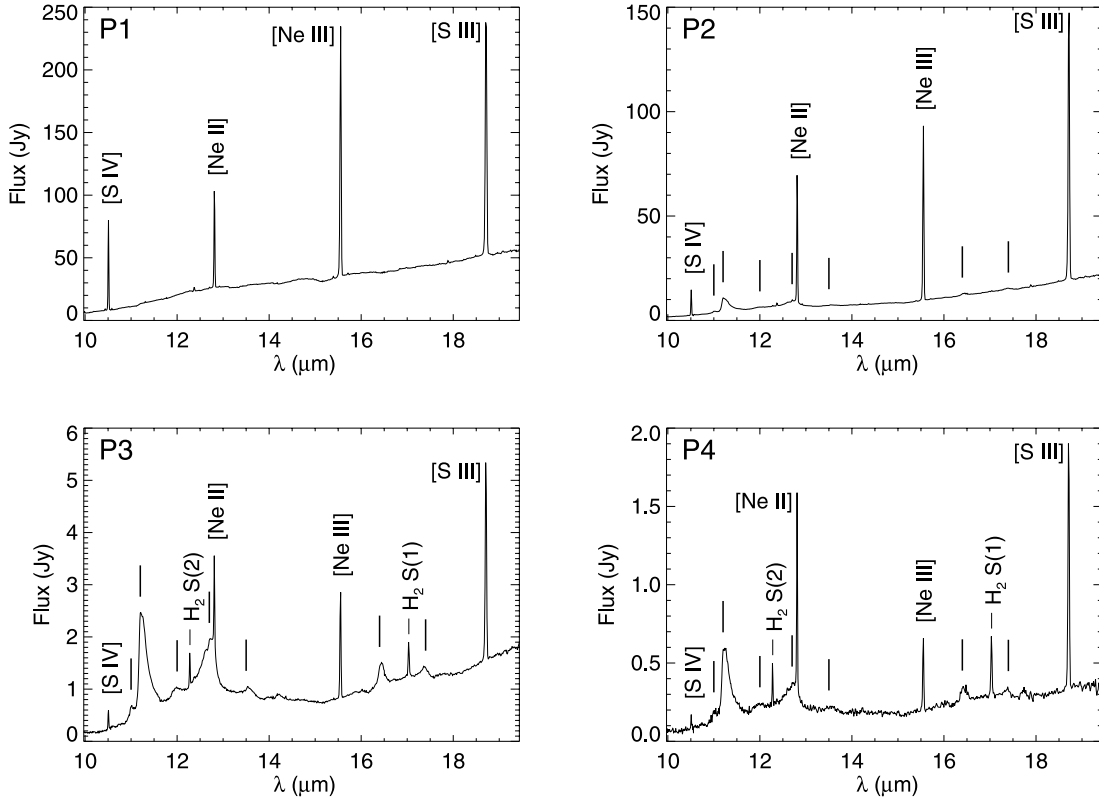 P1
Flux (Jy)
250
200
150
100
50
0
[S IV]
[Ne II]
[Ne III]
[S III]
10 12 14 16 18
λ (μm)
P2
Flux (Jy)
150
100
50
0
[S IV]
[Ne II]
[Ne III]
[S III]
10 12 14 16 18
λ (μm)
P3
Flux (Jy)
6
5
4
3
2
1
0
[S IV]
H₂ S(2)
[Ne II]
[Ne III]
H₂ S(1)
[S III]
10 12 14 16 18
λ (μm)
P4
Flux (Jy)
2.0
1.5
1.0
0.5
0.0
[S IV]
H₂ S(2)
[Ne II]
[Ne III]
H₂ S(1)
[S III]
10 12 14 16 18
λ (μm)